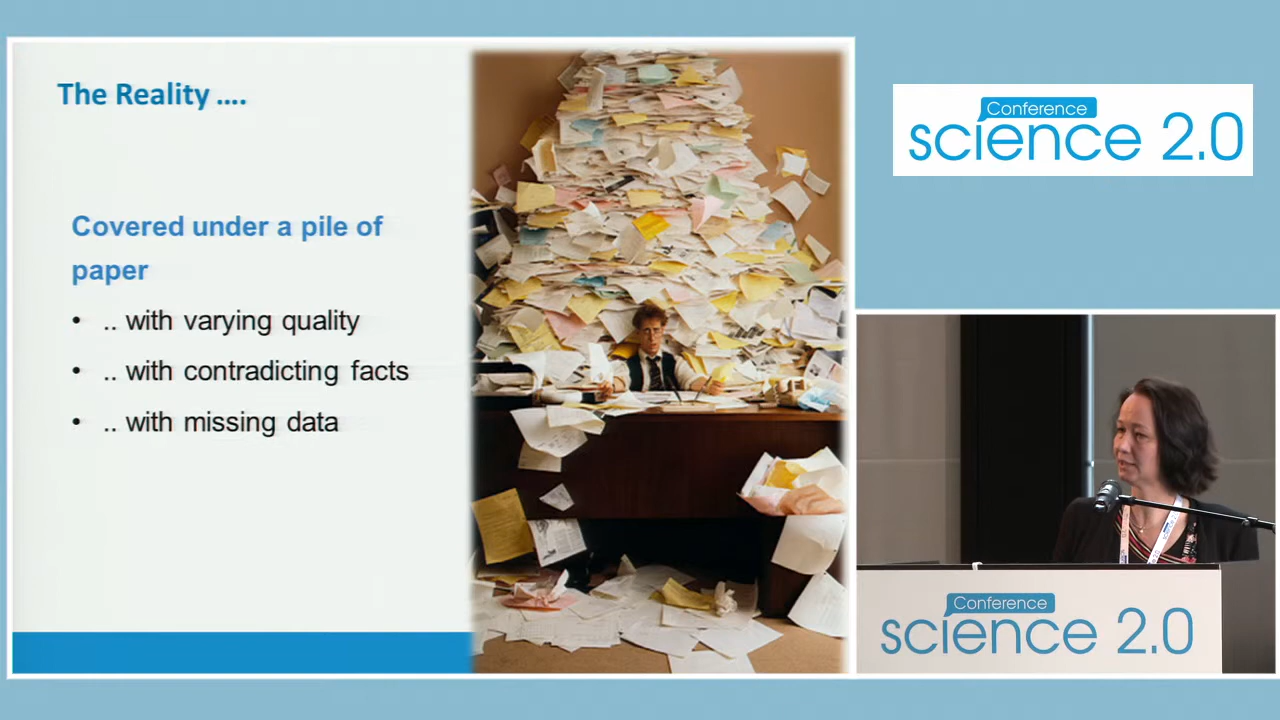 The Reality ....
Covered under a pile of
paper
• .. with varying quality
• .. with contradicting facts
• .. with missing data
Conference
science 2.0
Conference
science 2.0